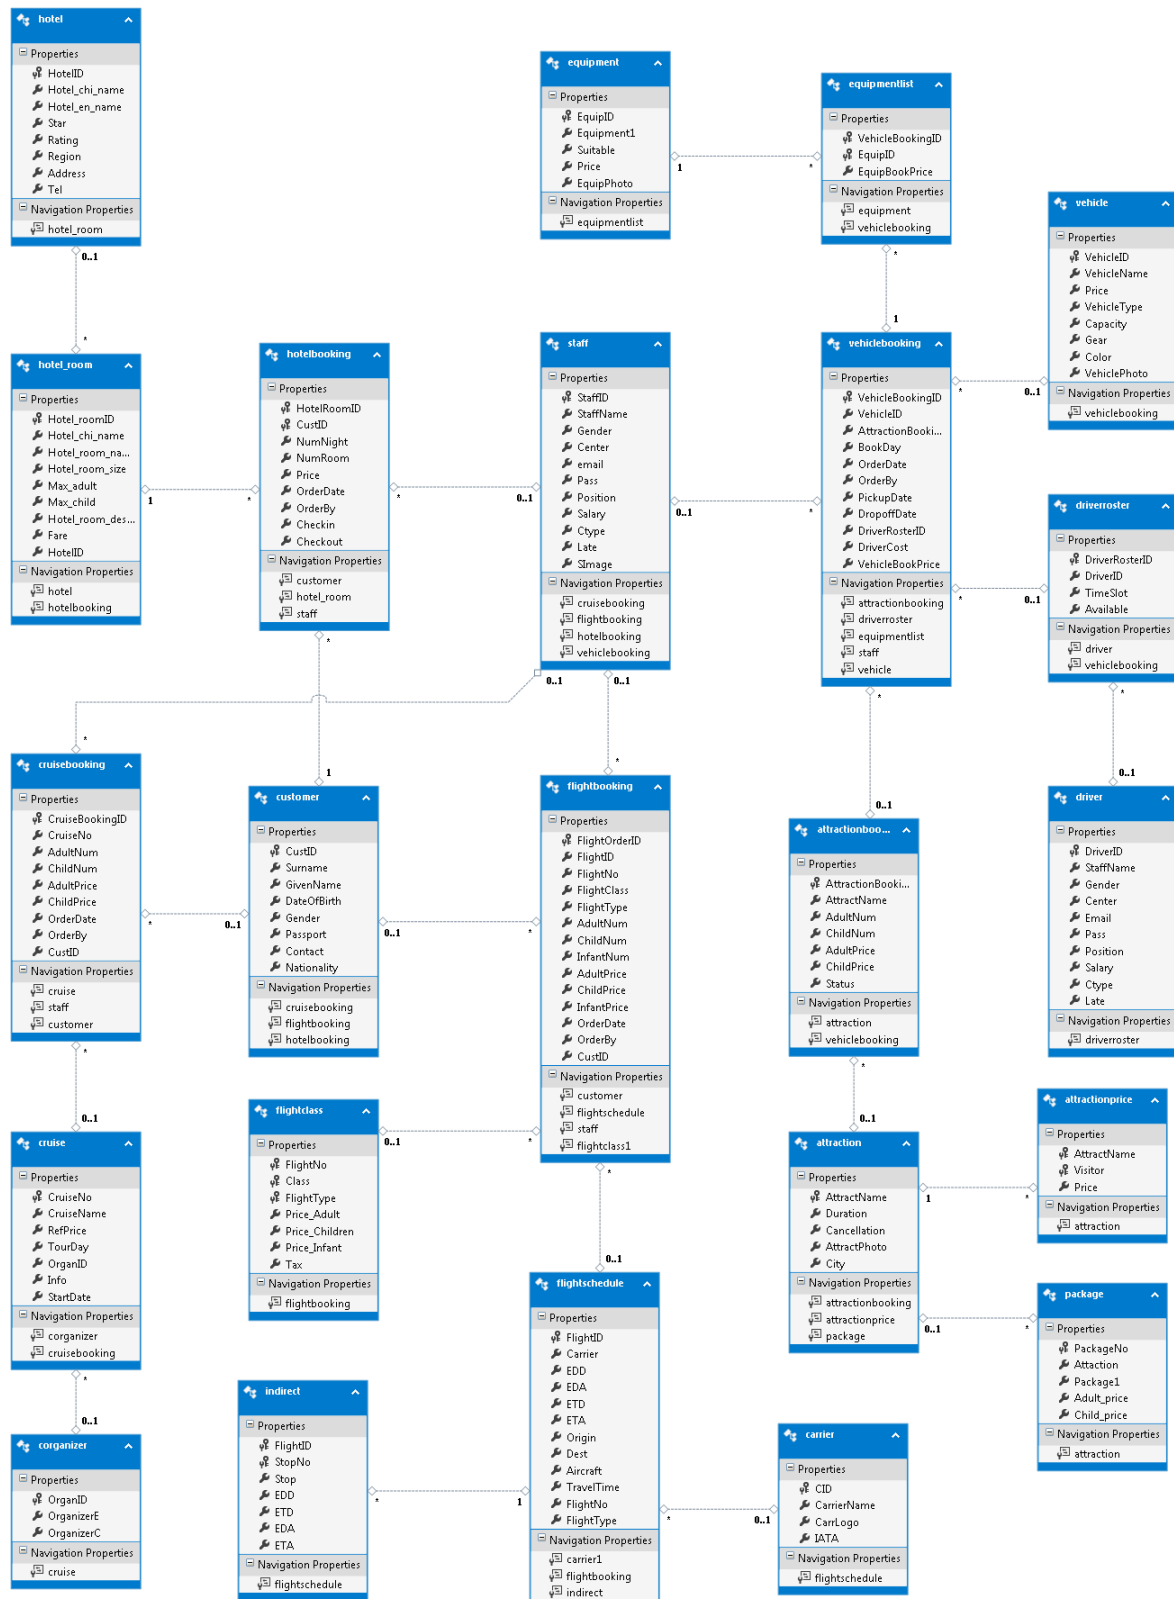 hotel
Properties
HotelID
Hotel_chi_name
Hotel_en_name
Star
Rating
Region
Address
Tel
Navigation Properties
hotel_room
0..1
*
equipment
Properties
EquipID
Equipment1
Suitable
Price
EquipPhoto
Navigation Properties
equipmentlist
1
*
equipmentlist
Properties
VehicleBookingID
EquipID
EquipBookPrice
Navigation Properties
equipment
vehiclebooking
*
1
vehicle
Properties
VehicleID
VehicleName
Price
VehicleType
Capacity
Gear
Color
VehiclePhoto
Navigation Properties
vehiclebooking
hotel_room
Properties
Hotel_roomID
Hotel_chi_name
Hotel_room_na...
Hotel_room_size
Max_adult
Max_child
Hotel_room_des...
Fare
HotelID
Navigation Properties
hotel
hotelbooking
1
*
hotelbooking
Properties
HotelRoomID
CustID
NumNight
NumRoom
Price
OrderDate
OrderBy
Checkin
Checkout
Navigation Properties
customer
hotel_room
staff
*
0..1
*
1
staff
Properties
StaffID
StaffName
Gender
Center
email
Pass
Position
Salary
Ctype
Late
SImage
Navigation Properties
cruisebooking
flightbooking
hotelbooking
vehiclebooking
0..1
*
0..1
*
0..1
*
vehiclebooking
Properties
VehicleBookingID
VehicleID
AttractionBooki...
BookDay
OrderDate
OrderBy
PickupDate
DropoffDate
DriverRosterID
DriverCost
VehicleBookPrice
Navigation Properties
attractionbooking
driverroster
equipmentlist
staff
vehicle
*
0..1
*
0..1
*
0..1
driverroster
Properties
DriverRosterID
DriverID
TimeSlot
Available
Navigation Properties
driver
vehiclebooking
*
0..1
cruisebooking
Properties
CruiseBookingID
CruiseNo
AdultNum
ChildNum
AdultPrice
ChildPrice
OrderDate
OrderBy
CustID
Navigation Properties
cruise
staff
customer
*
0..1
*
0..1
customer
Properties
CustID
Surname
GivenName
DateOfBirth
Gender
Passport
Contact
Nationality
Navigation Properties
cruisebooking
flightbooking
hotelbooking
0..1
*
flightbooking
Properties
FlightOrderID
FlightID
FlightNo
FlightClass
FlightType
AdultNum
ChildNum
InfantNum
AdultPrice
ChildPrice
InfantPrice
OrderDate
OrderBy
CustID
Navigation Properties
customer
flightschedule
staff
flightclass1
*
0..1
attractionboo...
Properties
AttractionBooki...
AttractName
AdultNum
ChildNum
AdultPrice
ChildPrice
Status
Navigation Properties
attraction
vehiclebooking
*
0..1
driver
Properties
DriverID
StaffName
Gender
Center
Email
Pass
Position
Salary
Ctype
Late
Navigation Properties
driverroster
cruise
Properties
CruiseNo
CruiseName
RefPrice
TourDay
OrganID
Info
StartDate
Navigation Properties
corganizer
cruisebooking
*
0..1
flightclass
Properties
FlightNo
Class
FlightType
Price_Adult
Price_Children
Price_Infant
Tax
Navigation Properties
flightbooking
0..1
*
attraction
Properties
AttractName
Duration
Cancellation
AttractPhoto
City
Navigation Properties
attractionbooking
attractionprice
package
1
*
0..1
*
attractionprice
Properties
AttractName
Visitor
Price
Navigation Properties
attraction
package
Properties
PackageNo
Attaction
Package1
Adult_price
Child_price
Navigation Properties
attraction
corganizer
Properties
OrganID
OrganizerE
OrganizerC
Navigation Properties
cruise
indirect
Properties
FlightID
StopNo
Stop
EDD
ETD
EDA
ETA
Navigation Properties
flightschedule
*
1
flightschedule
Properties
FlightID
Carrier
EDD
EDA
ETD
ETA
Origin
Dest
Aircraft
TravelTime
FlightNo
FlightType
Navigation Properties
carrier1
flightbooking
indirect
*
0..1
carrier
Properties
CID
CarrierName
CarrLogo
IATA
Navigation Properties
flightschedule